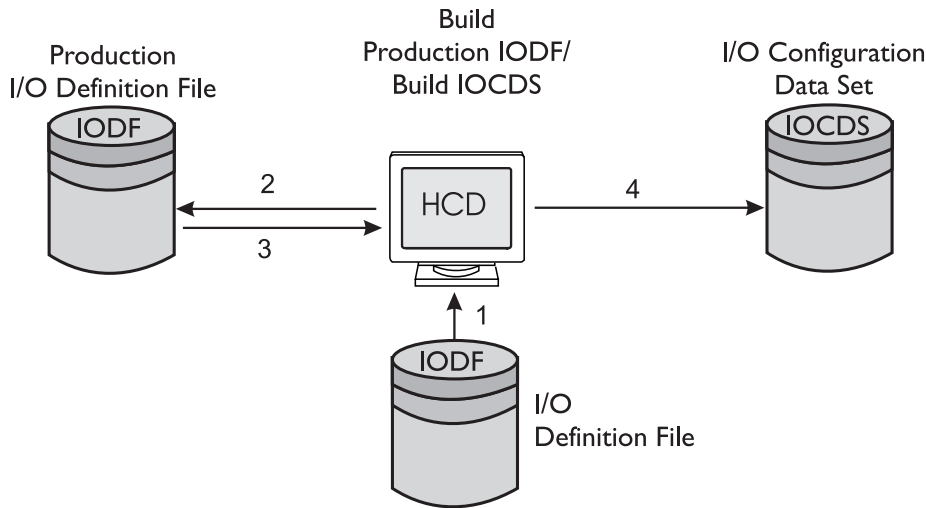 Build
Production IODF/
Build IOCDS
Production
I/O Definition File
I/O Configuration
Data Set
IODF
IOCDS
2
HCD
4
3
1
IODF
I/O
Definition File